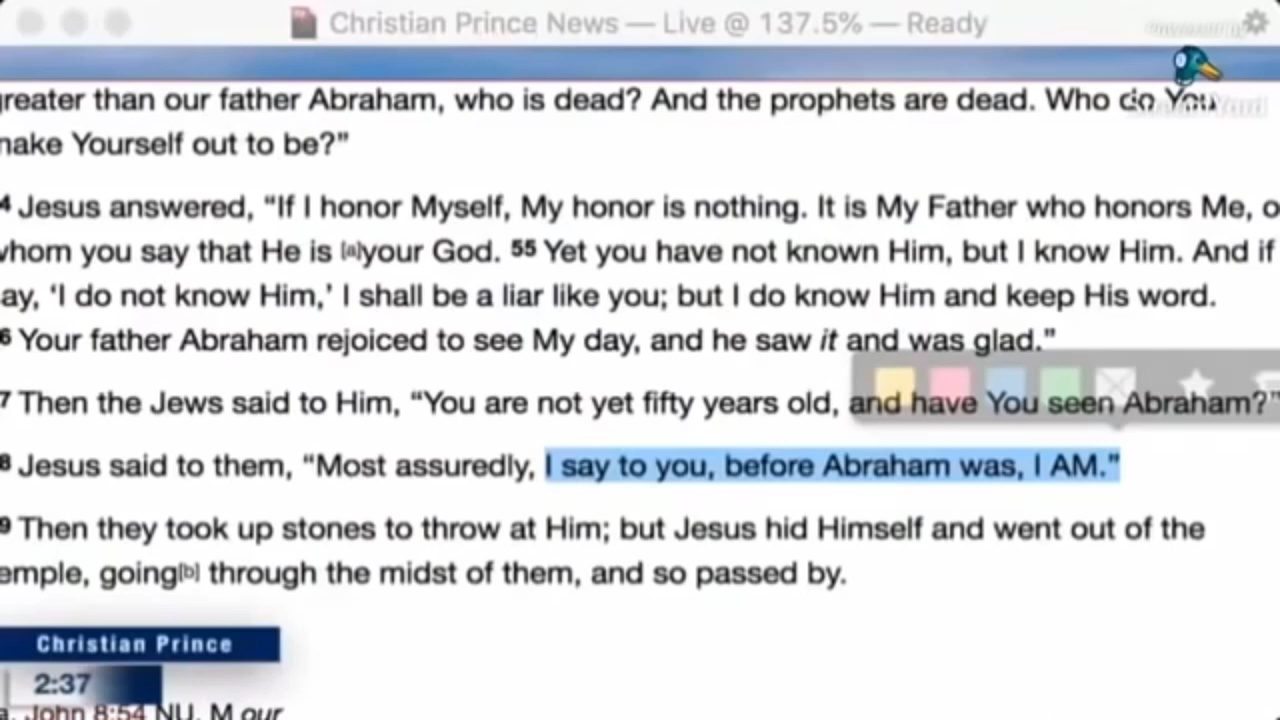 Christian Prince News — Live @ 137.5% — Ready
Powered by
greater than our father Abraham, who is dead? And the prophets are dead. Who do You
make Yourself out to be?”
4 Jesus answered, “If I honor Myself, My honor is nothing. It is My Father who honors Me, o
whom you say that He is [a]your God. 55 Yet you have not known Him, but I know Him. And if
ay, ‘I do not know Him,’ I shall be a liar like you; but I do know Him and keep His word.
6 Your father Abraham rejoiced to see My day, and he saw it and was glad.”
7 Then the Jews said to Him, “You are not yet fifty years old, and have You seen Abraham?”
8 Jesus said to them, “Most assuredly, I say to you, before Abraham was, I AM.”
9 Then they took up stones to throw at Him; but Jesus hid Himself and went out of the
emple, going[b] through the midst of them, and so passed by.
Christian Prince
2:37
a. John 8:54 NU, M our